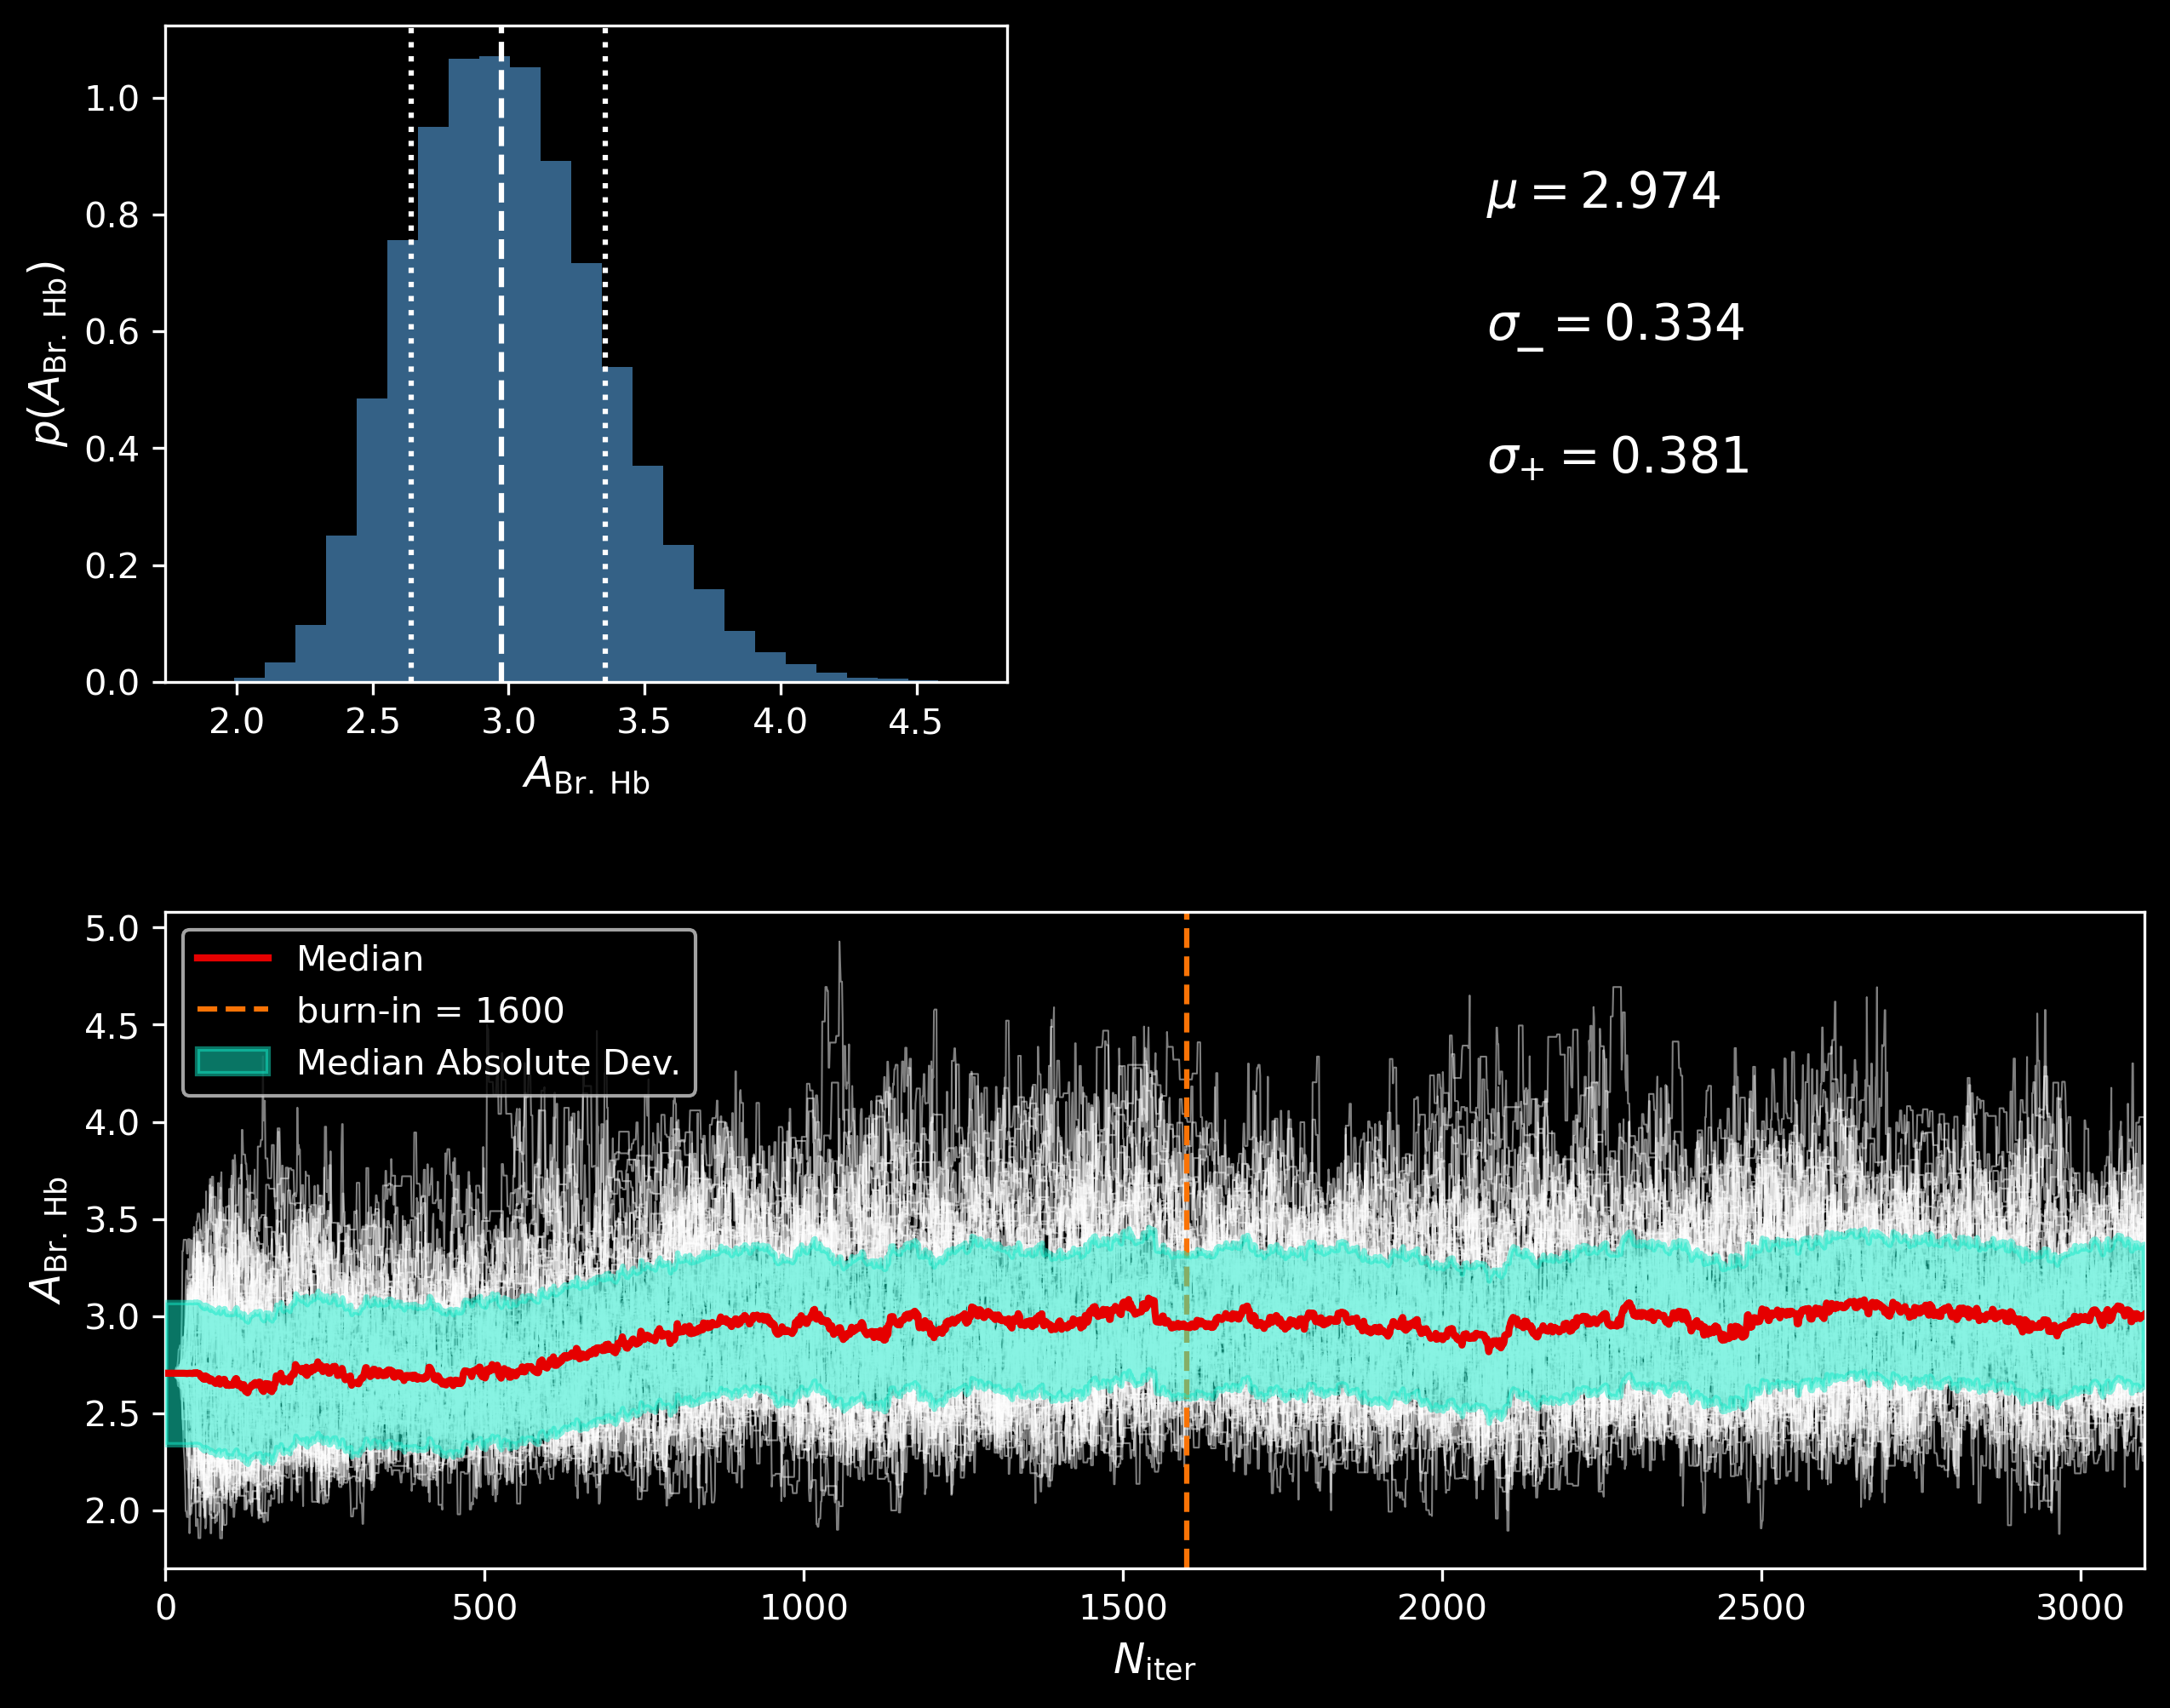 1.0
0.8
0.6
0.4
0.2
0.0
p(A_Br. Hb)
2.0 2.5 3.0 3.5 4.0 4.5
A_Br. Hb
μ = 2.974
σ_− = 0.334
σ_+ = 0.381
5.0
4.5
4.0
3.5
3.0
2.5
2.0
A_Br. Hb
Median
burn-in = 1600
Median Absolute Dev.
0 500 1000 1500 2000 2500 3000
N_iter